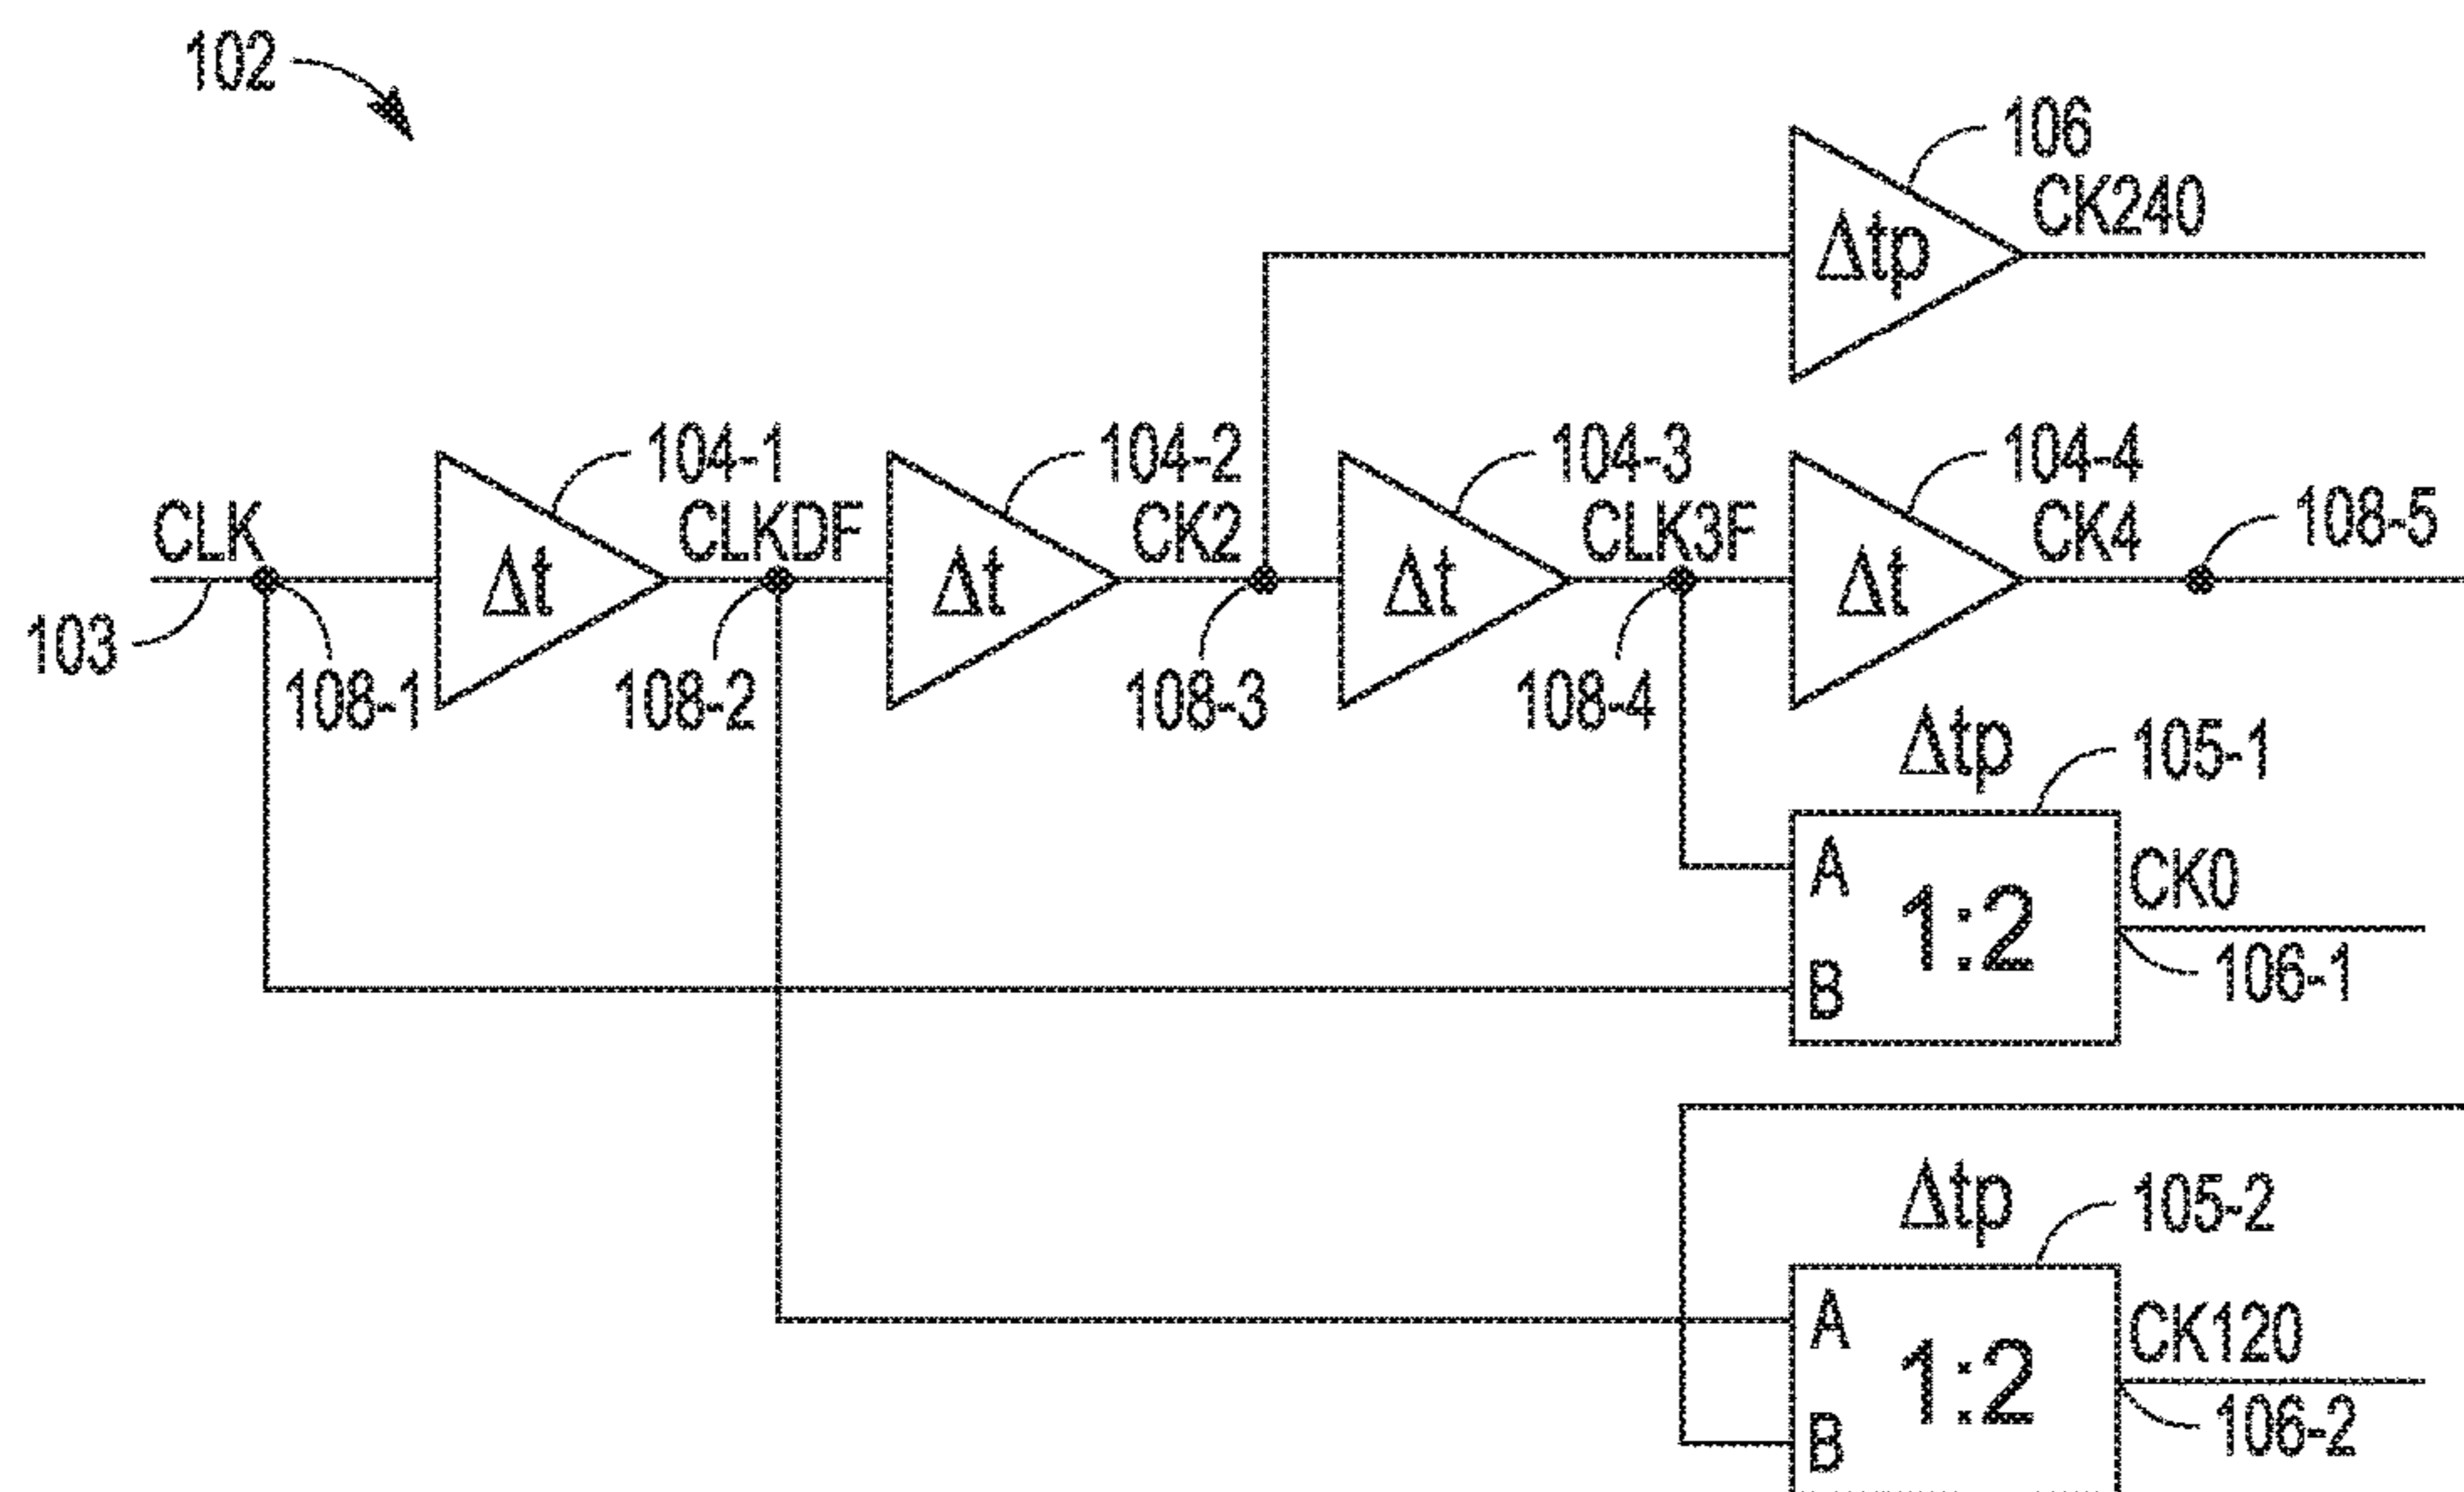 102
106
CK240
Δtp
104-1
104-2
104-3
104-4
CLK
CLKDF
CK2
CLK3F
CK4
108-5
Δt
Δt
Δt
Δt
103
108-1
108-2
108-3
108-4
Δtp
105-1
A
1:2
CK0
B
106-1
Δtp
105-2
A
1:2
CK120
B
106-2